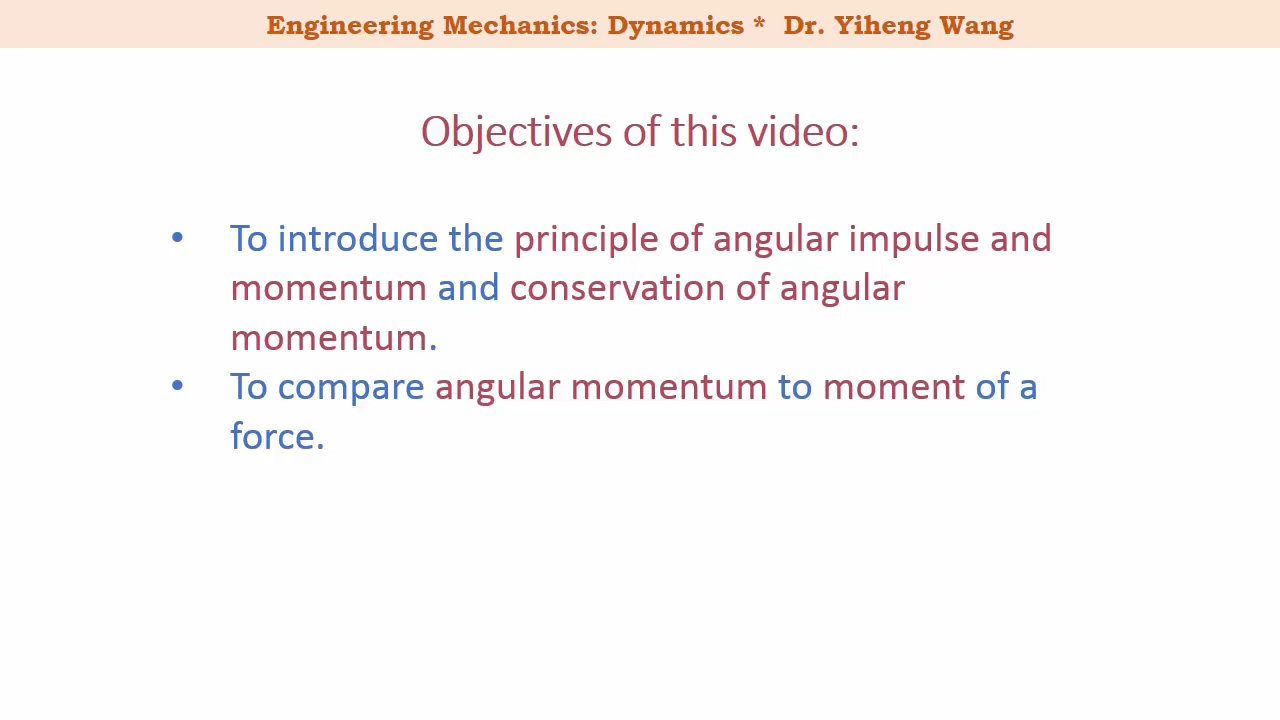 Engineering Mechanics: Dynamics * Dr. Yiheng Wang
Objectives of this video:
• To introduce the principle of angular impulse and
momentum and conservation of angular
momentum.
• To compare angular momentum to moment of a
force.